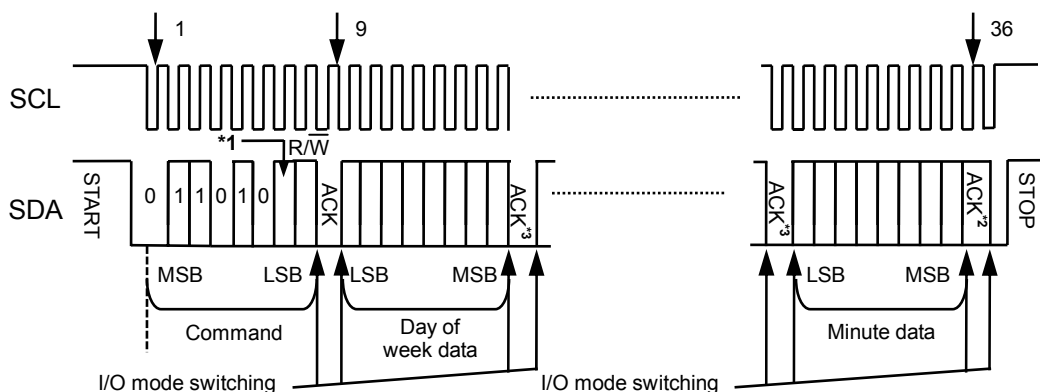 1 9 36
SCL
*1 R/W̅
START 0 1 1 0 1 0 ACK ACK*3 ACK*3 ACK*2 STOP
SDA
MSB LSB LSB MSB LSB MSB
Command Day of week data Minute data
I/O mode switching I/O mode switching